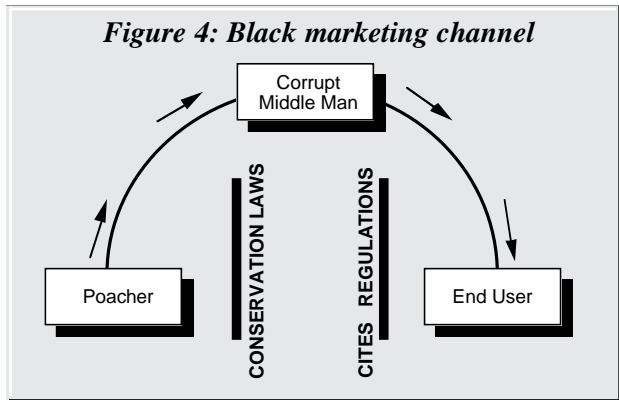 Figure 4: Black marketing channel
Corrupt
Middle Man
CONSERVATION LAWS
CITES REGULATIONS
Poacher
End User